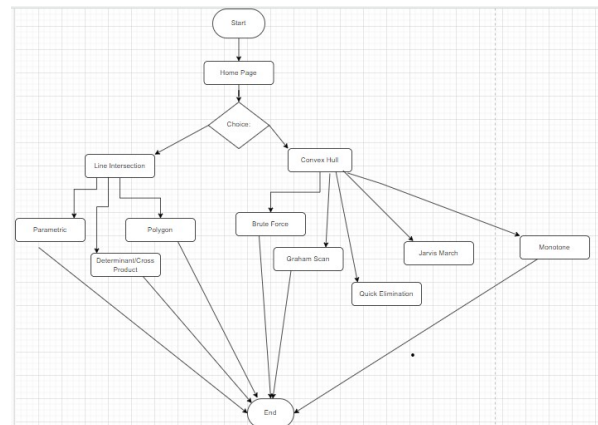 Start
Home Page
Choice:
Line Intersection
Convex Hull
Parametric
Polygon
Brute Force
Determinant/Cross
Product
Graham Scan
Jarvis March
Monotone
Quick Elimination
End